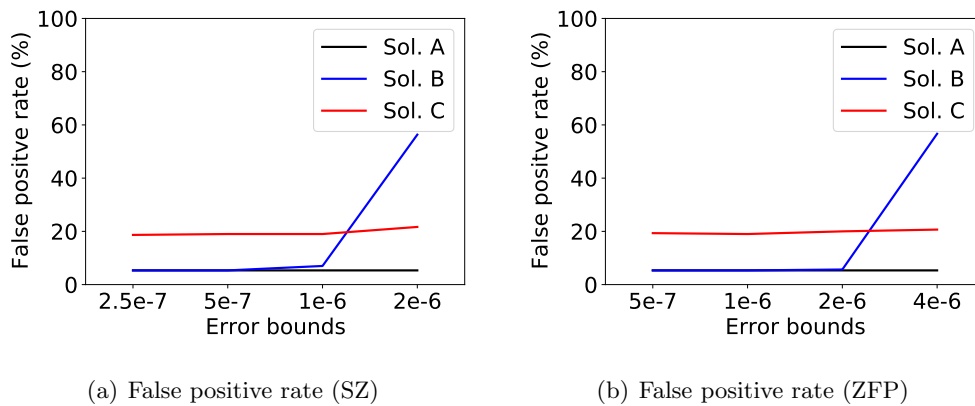 False positve rate (%)
100
80
60
40
20
0
Sol. A
Sol. B
Sol. C
2.5e-7 5e-7 1e-6 2e-6
Error bounds
(a) False positive rate (SZ)
False positve rate (%)
100
80
60
40
20
0
Sol. A
Sol. B
Sol. C
5e-7 1e-6 2e-6 4e-6
Error bounds
(b) False positive rate (ZFP)